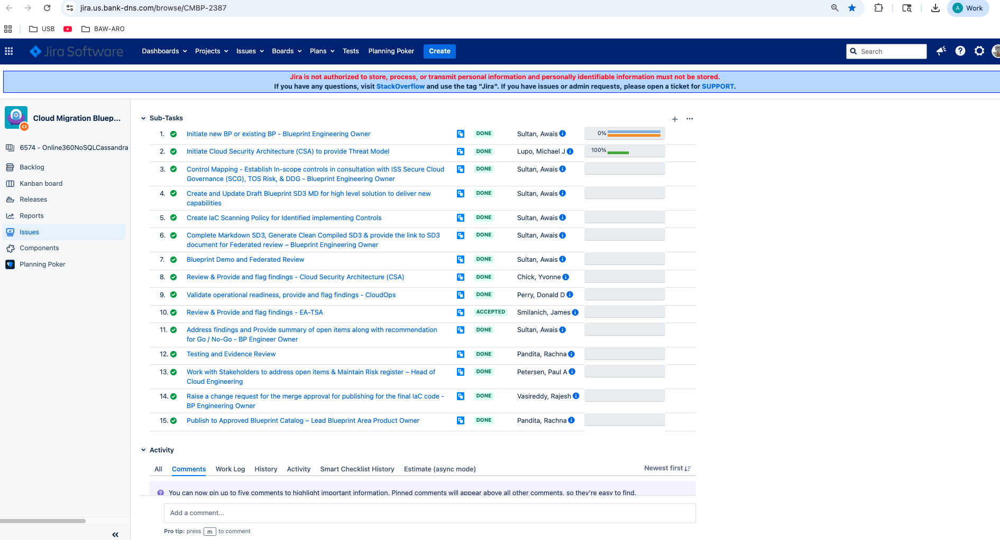 jira.us.bank-dns.com/browse/CMBP-2387
A Work
USB
BAW-ARO
Jira Software
Dashboards Projects Issues Boards Plans Tests Planning Poker Create
Search
Jira is not authorized to store, process, or transmit personal information and personally identifiable information must not be stored.
If you have any questions, visit StackOverflow and use the tag "Jira". If you have issues or admin requests, please open a ticket for SUPPORT.
Cloud Migration Bluep...
6574 - Online360NoSQLCassandra
Backlog
Kanban board
Releases
Reports
Issues
Components
Planning Poker
Sub-Tasks
1. Initiate new BP or existing BP - Blueprint Engineering Owner DONE Sultan, Awais 0%
2. Initiate Cloud Security Architecture (CSA) to provide Threat Model DONE Lupo, Michael J 100%
3. Control Mapping - Establish In-scope controls in consultation with ISS Secure Cloud DONE Sultan, Awais
Governance (SCG), TOS Risk, & DDG - Blueprint Engineering Owner
4. Create and Update Draft Blueprint SD3 MD for high level solution to deliver new DONE Sultan, Awais
capabilities
5. Create IaC Scanning Policy for Identified implementing Controls DONE Sultan, Awais
6. Complete Markdown SD3, Generate Clean Compiled SD3 & provide the link to SD3 DONE Sultan, Awais
document for Federated review – Blueprint Engineering Owner
7. Blueprint Demo and Federated Review DONE Sultan, Awais
8. Review & Provide and flag findings - Cloud Security Architecture (CSA) DONE Chick, Yvonne
9. Validate operational readiness, provide and flag findings - CloudOps DONE Perry, Donald D
10. Review & Provide and flag findings - EA-TSA ACCEPTED Smilanich, James
11. Address findings and Provide summary of open items along with recommendation DONE Sultan, Awais
for Go / No-Go - BP Engineer Owner
12. Testing and Evidence Review DONE Pandita, Rachna
13. Work with Stakeholders to address open items & Maintain Risk register – Head of DONE Petersen, Paul A
Cloud Engineering
14. Raise a change request for the merge approval for publishing for the final IaC code - DONE Vasireddy, Rajesh
BP Engineering Owner
15. Publish to Approved Blueprint Catalog – Lead Blueprint Area Product Owner DONE Pandita, Rachna
Activity
All Comments Work Log History Activity Smart Checklist History Estimate (async mode) Newest first
You can now pin up to five comments to highlight important information. Pinned comments will appear above all other comments, so they're easy to find.
Add a comment...
Pro tip: press m to comment